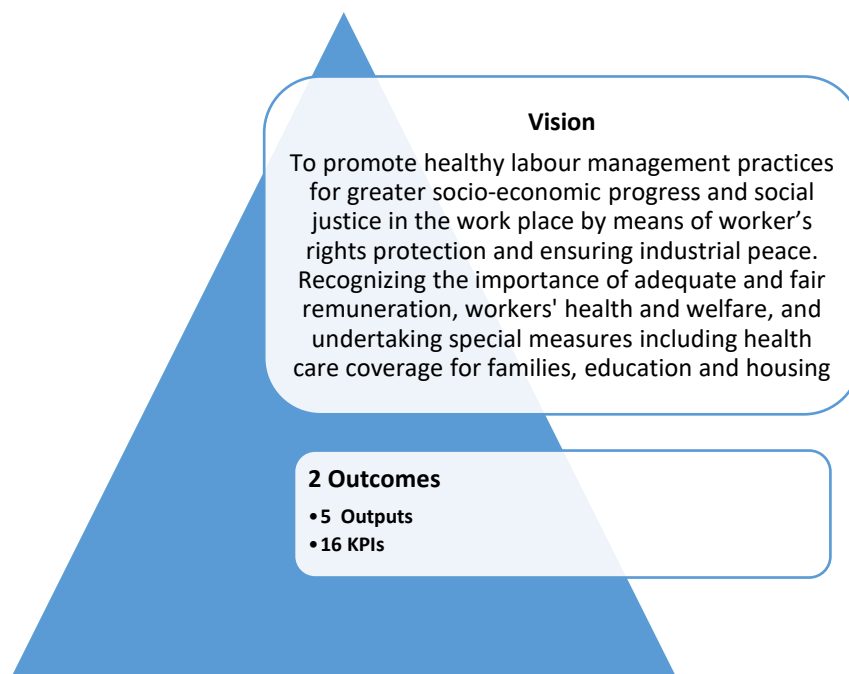 Vision
To promote healthy labour management practices
for greater socio-economic progress and social
justice in the work place by means of worker’s
rights protection and ensuring industrial peace.
Recognizing the importance of adequate and fair
remuneration, workers' health and welfare, and
undertaking special measures including health
care coverage for families, education and housing
2 Outcomes
•5 Outputs
•16 KPIs